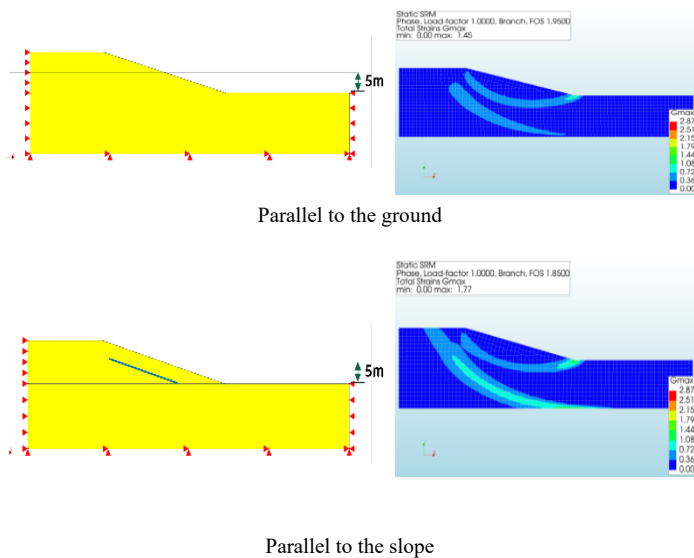 Static SRM
Phase, Load-factor 1.0000, Branch, FOS 1.9500
Total Strains Gmax
min: 0.00 max: 1.45
5m
Gmax
2.87
2.51
2.15
1.79
1.44
1.08
0.72
0.36
0.00
Parallel to the ground
Static SRM
Phase, Load-factor 1.0000, Branch, FOS 1.8500
Total Strains Gmax
min: 0.00 max: 1.77
5m
Gmax
2.87
2.51
2.15
1.79
1.44
1.08
0.72
0.36
0.00
Parallel to the slope